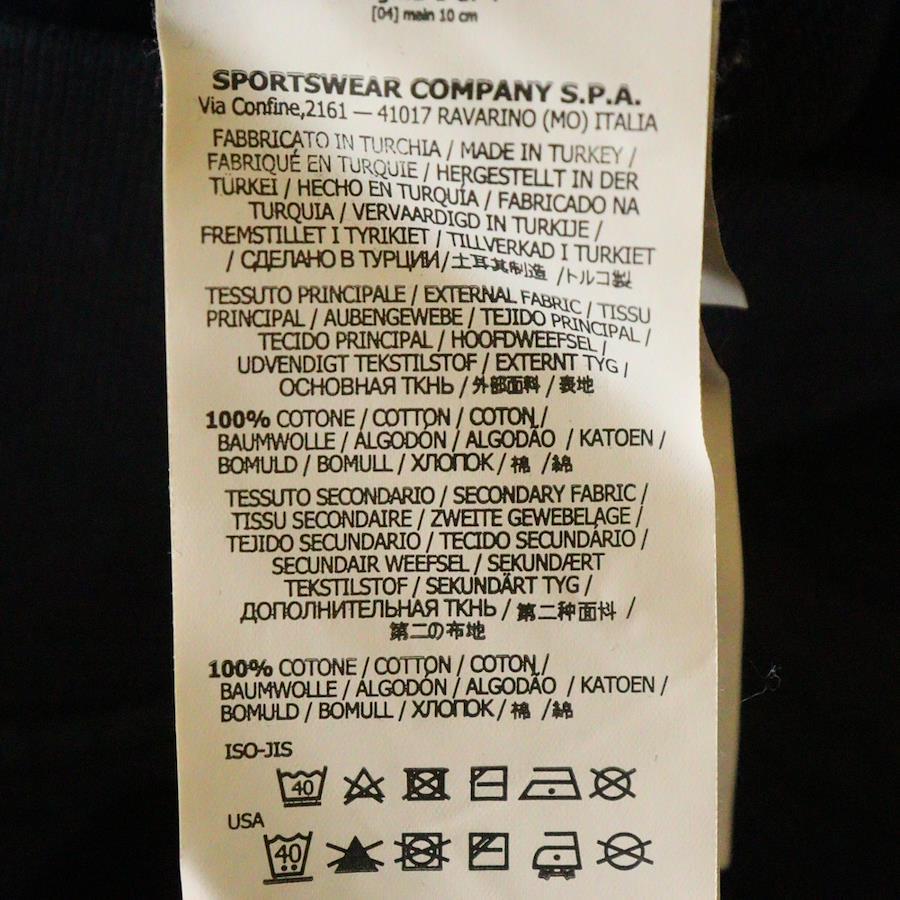 [04] main 10 cm
SPORTSWEAR COMPANY S.P.A.
Via Confine,2161 — 41017 RAVARINO (MO) ITALIA
FABBRICATO IN TURCHIA / MADE IN TURKEY /
FABRIQUÉ EN TURQUIE / HERGESTELLT IN DER
TÜRKEI / HECHO EN TURQUÍA / FABRICADO NA
TURQUIA / VERVAARDIGD IN TURKIJE /
FREMSTILLET I TYRIKIET / TILLVERKAD I TURKIET
/ СДЕЛАНО В ТУРЦИИ/土耳其制造 /トルコ製
TESSUTO PRINCIPALE / EXTERNAL FABRIC / TISSU
PRINCIPAL / AUBENGEWEBE / TEJIDO PRINCIPAL /
TECIDO PRINCIPAL / HOOFDWEEFSEL /
UDVENDIGT TEKSTILSTOF / EXTERNT TYG /
ОСНОВНАЯ ТКНЬ / 外部面料 / 表地
100% COTONE / COTTON / COTON /
BAUMWOLLE / ALGODÓN / ALGODÃO / KATOEN /
BOMULD / BOMULL / ХЛОПОК / 棉 /綿
TESSUTO SECONDARIO / SECONDARY FABRIC /
TISSU SECONDAIRE / ZWEITE GEWEBELAGE /
TEJIDO SECUNDARIO / TECIDO SECUNDÁRIO /
SECUNDAIR WEEFSEL / SEKUNDÆRT
TEKSTILSTOF / SEKUNDÄRT TYG /
ДОПОЛНИТЕЛЬНАЯ ТКНЬ / 第二种面料 /
第二の布地
100% COTONE / COTTON / COTON /
BAUMWOLLE / ALGODÓN / ALGODÃO / KATOEN /
BOMULD / BOMULL / ХЛОПОК / 棉 /綿
ISO-JIS
40
USA
40